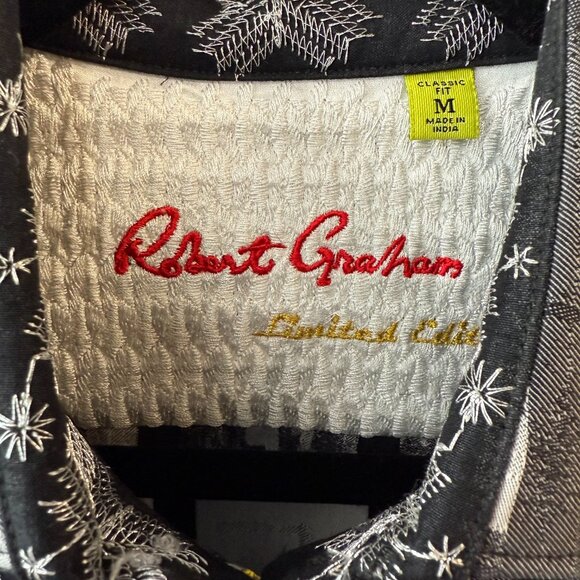 CLASSIC
FIT
M
MADE IN
INDIA
Robert Graham
Limited Edit